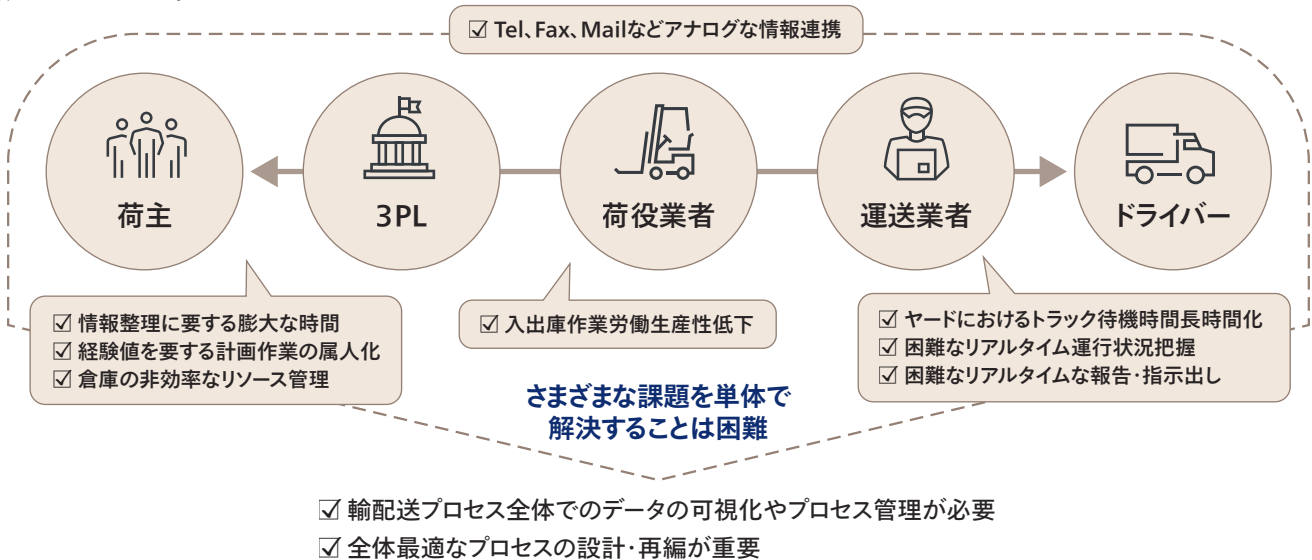 ☑ Tel、Fax、Mailなどアナログな情報連携
荷主
3PL
荷役業者
運送業者
ドライバー
☑ 情報整理に要する膨大な時間
☑ 経験値を要する計画作業の属人化
☑ 倉庫の非効率なリソース管理
☑ 入出庫作業労働生産性低下
☑ ヤードにおけるトラック待機時間長時間化
☑ 困難なリアルタイム運行状況把握
☑ 困難なリアルタイムな報告・指示出し
さまざまな課題を単体で
解決することは困難
☑ 輸配送プロセス全体でのデータの可視化やプロセス管理が必要
☑ 全体最適なプロセスの設計・再編が重要